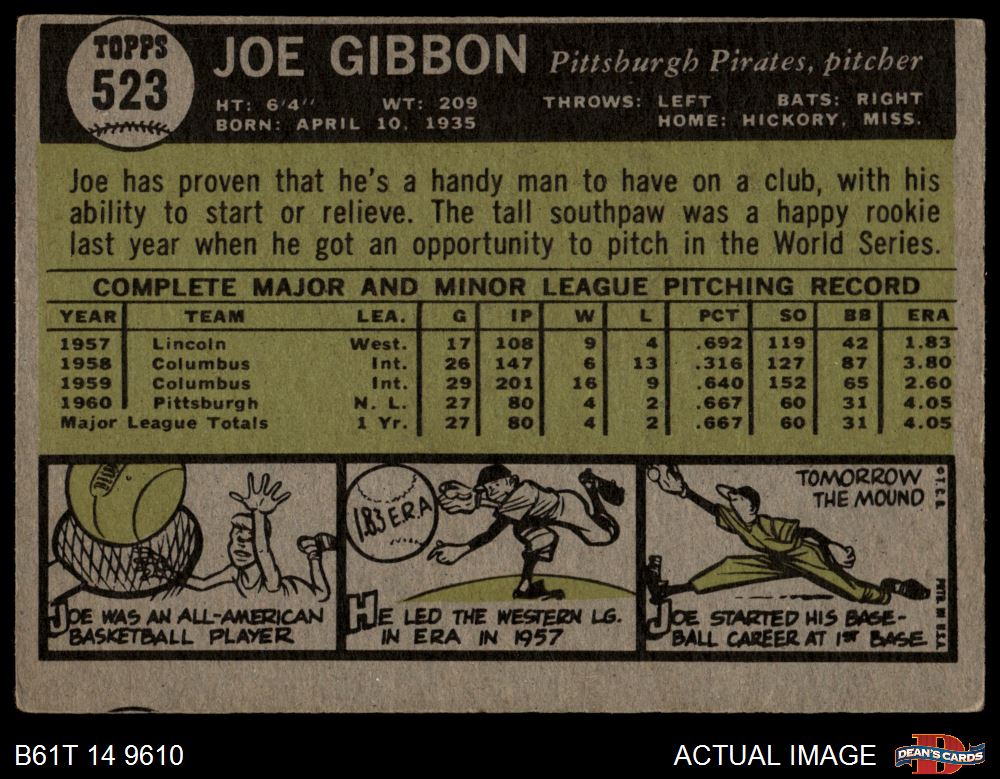 TOPPS
523
JOE GIBBON Pittsburgh Pirates, pitcher
HT: 6'4" WT: 209 THROWS: LEFT BATS: RIGHT
BORN: APRIL 10, 1935 HOME: HICKORY, MISS.
Joe has proven that he's a handy man to have on a club, with his
ability to start or relieve. The tall southpaw was a happy rookie
last year when he got an opportunity to pitch in the World Series.
COMPLETE MAJOR AND MINOR LEAGUE PITCHING RECORD
YEAR TEAM LEA. G IP W L PCT SO BB ERA
1957 Lincoln West. 17 108 9 4 .692 119 42 1.83
1958 Columbus Int. 26 147 6 13 .316 127 87 3.80
1959 Columbus Int. 29 201 16 9 .640 152 65 2.60
1960 Pittsburgh N. L. 27 80 4 2 .667 60 31 4.05
Major League Totals 1 Yr. 27 80 4 2 .667 60 31 4.05
JOE WAS AN ALL-AMERICAN
BASKETBALL PLAYER
1.83 E.R.A
HE LED THE WESTERN LG.
IN ERA IN 1957
TOMORROW
THE MOUND
JOE STARTED HIS BASE-
BALL CAREER AT 1ST BASE
© T.C.G.
PRTD. IN U.S.A.
B61T 14 9610
ACTUAL IMAGE
DEAN'S CARDS